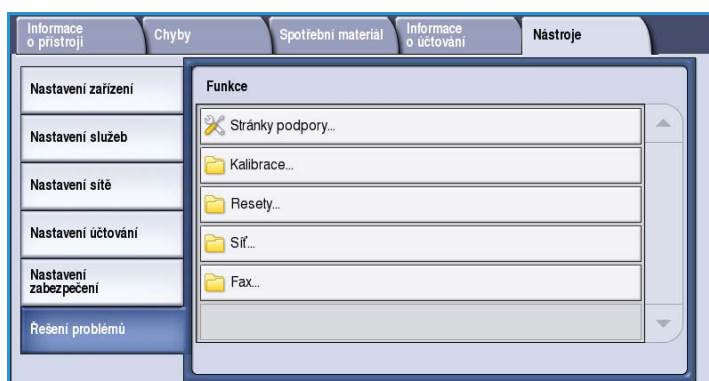 Informace
o přístroji
Chyby
Spotřební materiál
Informace
o účtování
Nástroje
Nastavení zařízení
Nastavení služeb
Nastavení sítě
Nastavení účtování
Nastavení
zabezpečení
Řešení problémů
Funkce
Stránky podpory...
Kalibrace...
Resety...
Síť...
Fax...